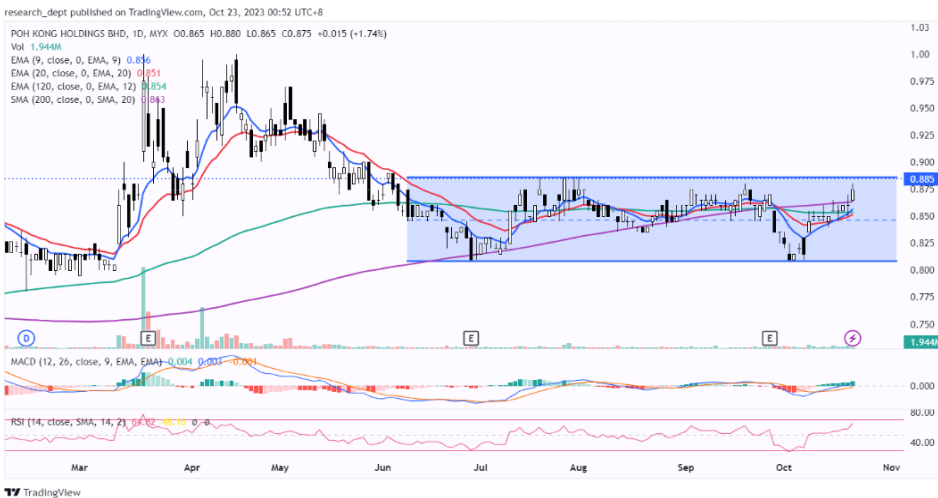 research_dept published on TradingView.com, Oct 23, 2023 00:52 UTC+8
POH KONG HOLDINGS BHD, 1D, MYX O0.865 H0.880 L0.865 C0.875 +0.015 (+1.74%)
Vol 1.944M
EMA (9, close, 0, EMA, 9) 0.856
EMA (20, close, 0, EMA, 20) 0.851
EMA (120, close, 0, EMA, 12) 0.854
SMA (200, close, 0, SMA, 20) 0.863
1.03
1.000
0.975
0.950
0.925
0.900
0.885
0.875
0.850
0.825
0.800
0.775
0.750
1.944M
D
E
E
E
MACD (12, 26, close, 9, EMA, EMA) 0.004 0.003 -0.001
0.000
RSI (14, close, SMA, 14, 2) 64.82 Ø Ø
80.00
40.00
Mar Apr May Jun Jul Aug Sep Oct Nov
TradingView